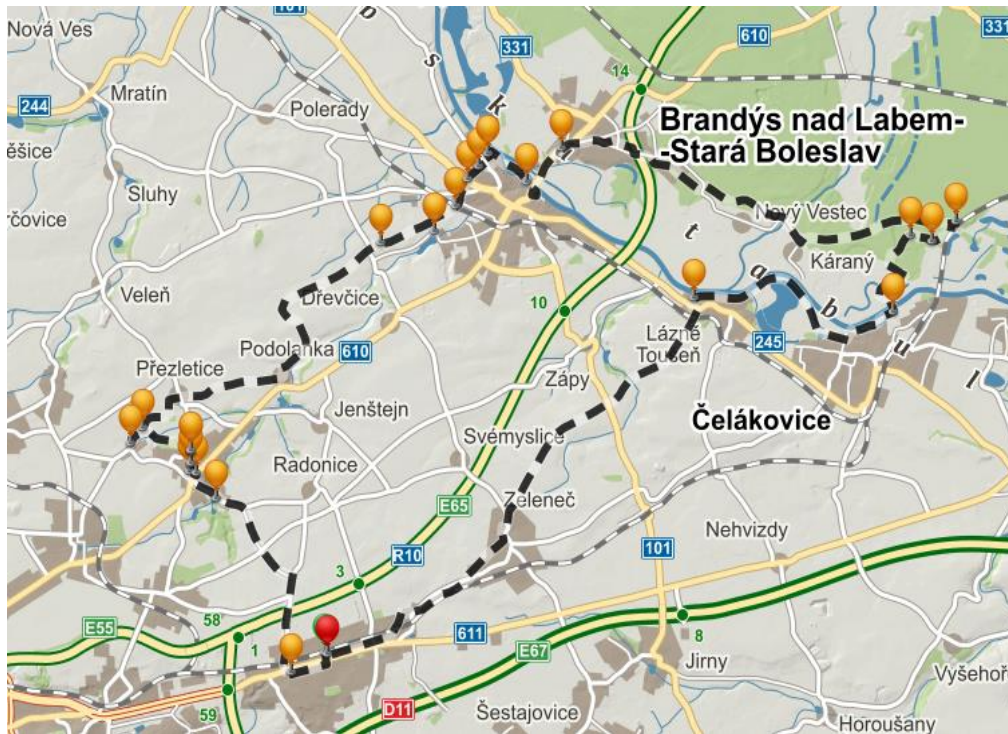 101
331
610
Nová Ves
s
k
14
244
Mratín
Polerady
Brandýs nad Labem-
-Stará Boleslav
ěšice
Sluhy
rčovice
Nový Vestec
t
a
b
u
l
Káraný
Veleň
Dřevčice
10
Lázně
Toušeň
245
Podolanka
610
Přezletice
Zápy
Jenštejn
Čelákovice
Svémyslice
Radonice
E65
Zeleneč
Nehvizdy
R10
101
3
58
E55
1
611
8
E67
Jirny
59
D11
Šestajovice
Vyšehoř
Horoušany